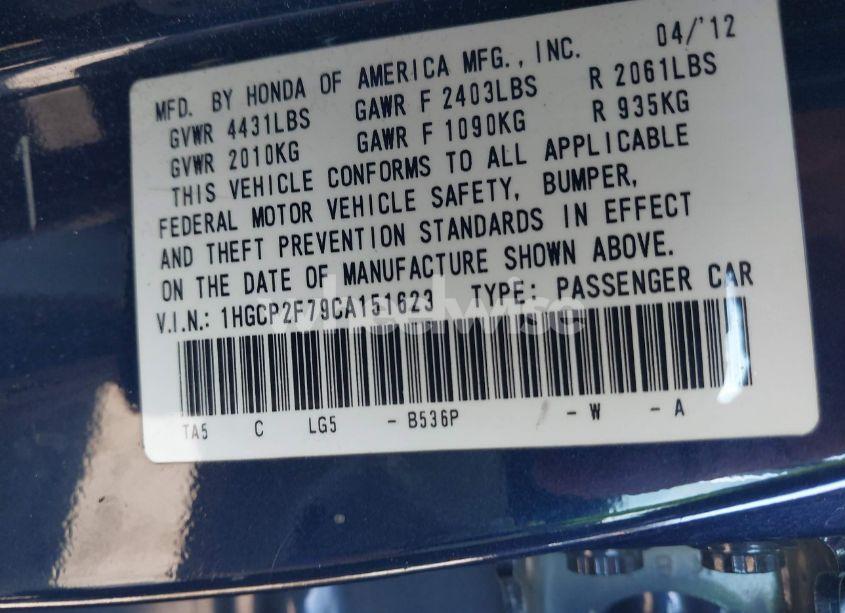 04/'12
MFD. BY HONDA OF AMERICA MFG., INC.
GVWR 4431LBS GAWR F 2403LBS R 2061LBS
GVWR 2010KG GAWR F 1090KG R 935KG
THIS VEHICLE CONFORMS TO ALL APPLICABLE
FEDERAL MOTOR VEHICLE SAFETY, BUMPER,
AND THEFT PREVENTION STANDARDS IN EFFECT
ON THE DATE OF MANUFACTURE SHOWN ABOVE.
V.I.N.: 1HGCP2F79CA151623 TYPE: PASSENGER CAR
wheelwise
TA5 C LG5 - B536P - W - A